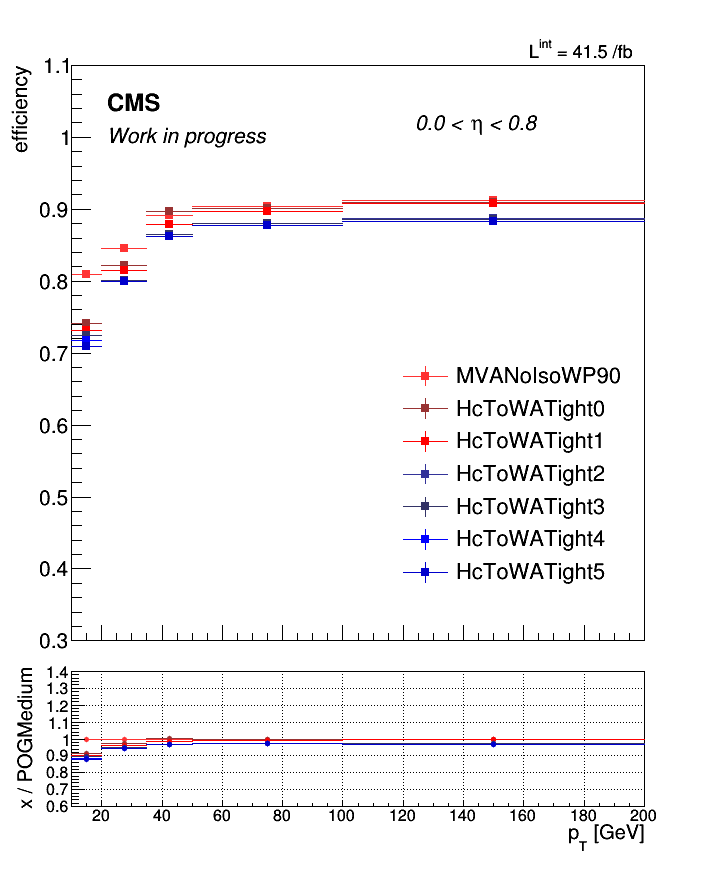 L^int = 41.5 /fb
efficiency
CMS
Work in progress
0.0 < η < 0.8
1.1
1
0.9
0.8
0.7
0.6
0.5
0.4
0.3
MVANoIsoWP90
HcToWATight0
HcToWATight1
HcToWATight2
HcToWATight3
HcToWATight4
HcToWATight5
x / POGMedium
1.4
1.3
1.2
1.1
1
0.9
0.8
0.7
0.6
20 40 60 80 100 120 140 160 180 200
p_T [GeV]